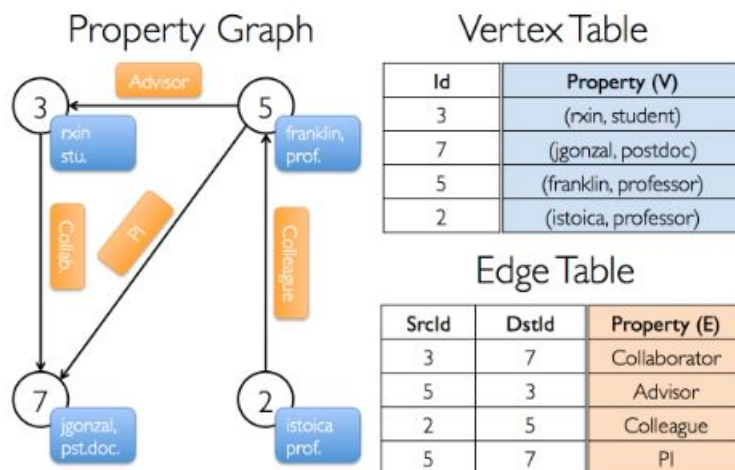 Property Graph
Advisor
3
5
rxin
stu.
franklin,
prof.
Collab.
PI
Colleague
7
2
jgonzal,
pst.doc.
istoica
prof.
Vertex Table
Id Property (V)
3 (rxin, student)
7 (jgonzal, postdoc)
5 (franklin, professor)
2 (istoica, professor)
Edge Table
SrcId DstId Property (E)
3 7 Collaborator
5 3 Advisor
2 5 Colleague
5 7 PI